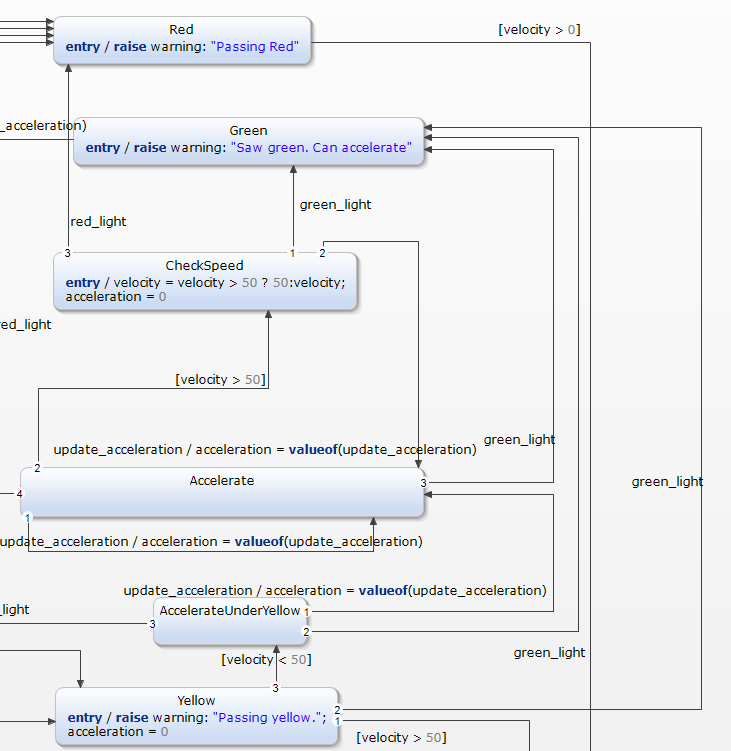 Red
[velocity > 0]
entry / raise warning: "Passing Red"
_acceleration)
Green
entry / raise warning: "Saw green. Can accelerate"
green_light
red_light
3
1
2
CheckSpeed
entry / velocity = velocity > 50 ? 50:velocity;
acceleration = 0
red_light
[velocity > 50]
green_light
update_acceleration / acceleration = valueof(update_acceleration)
2
Accelerate
3
green_light
4
1
update_acceleration / acceleration = valueof(update_acceleration)
update_acceleration / acceleration = valueof(update_acceleration)
_light
AccelerateUnderYellow
1
3
2
green_light
[velocity < 50]
3
Yellow
entry / raise warning: "Passing yellow.";
acceleration = 0
2
1
[velocity > 50]